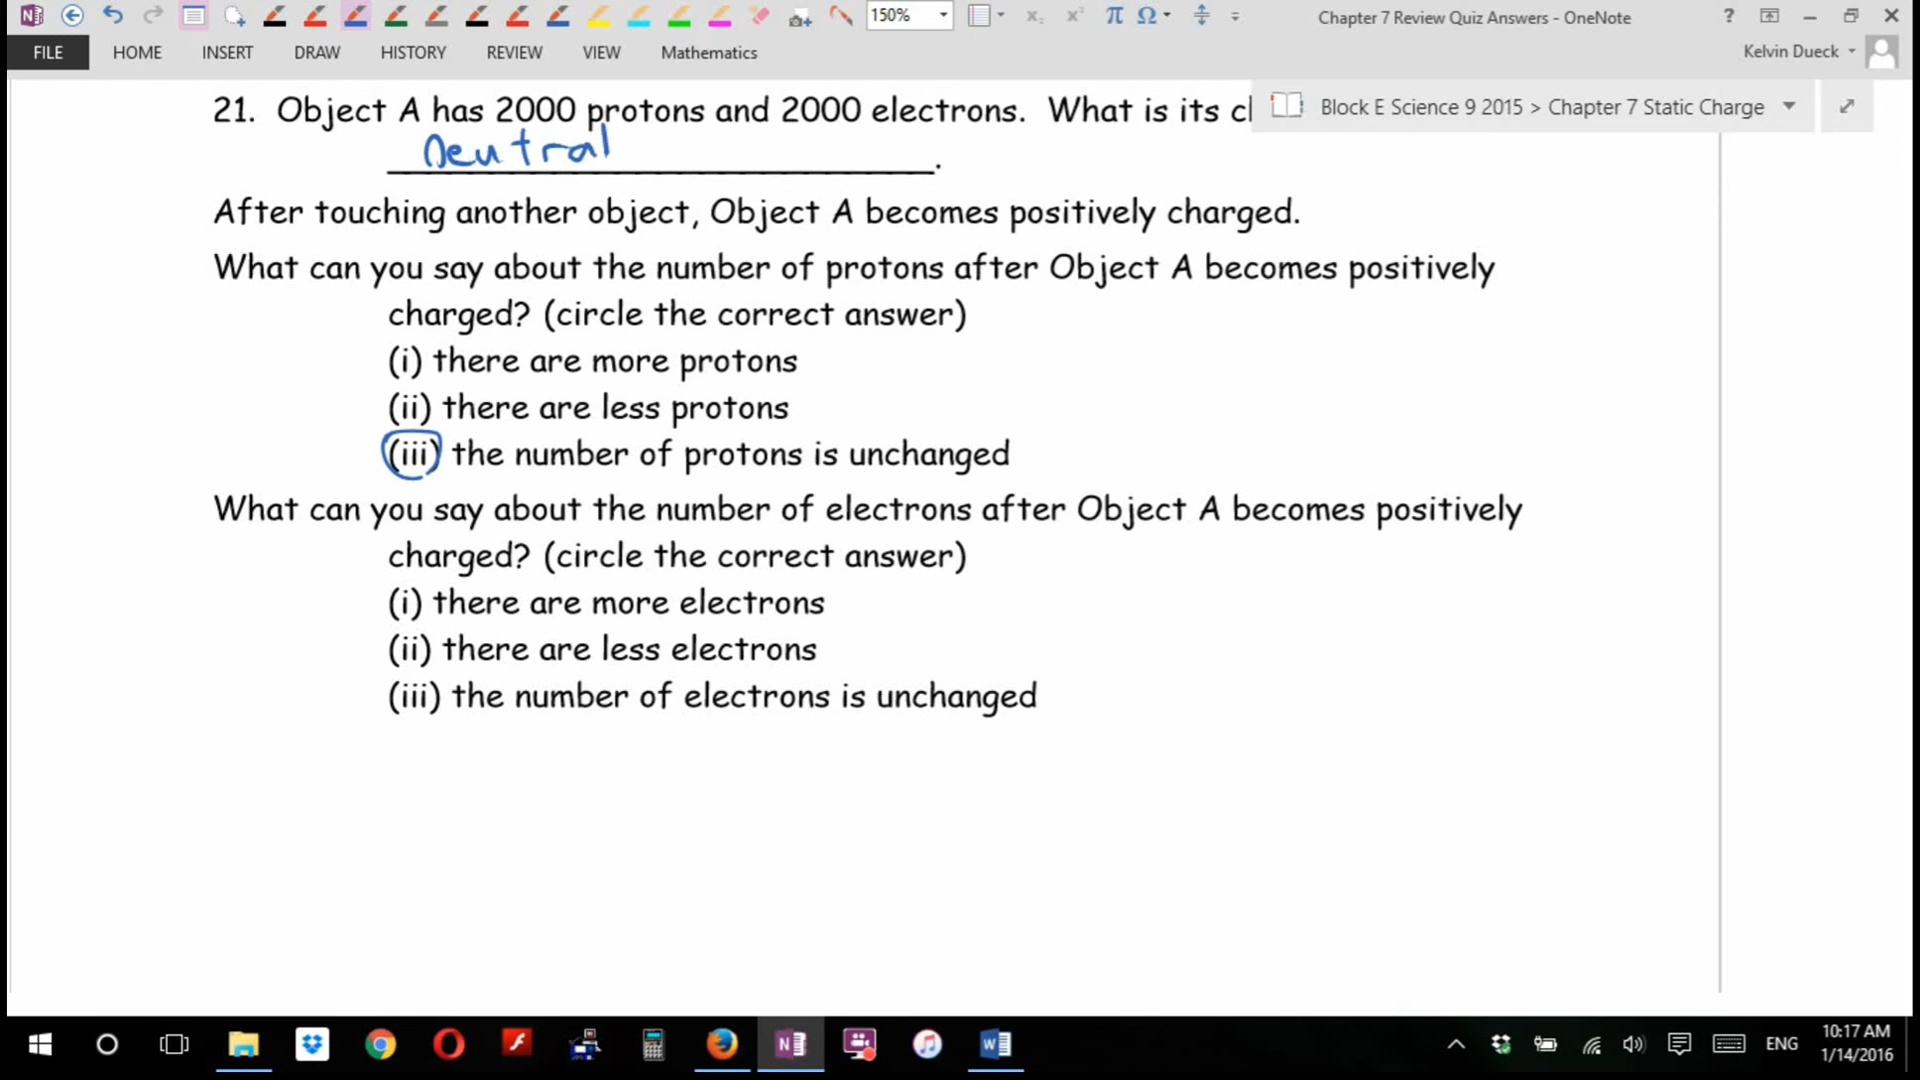 150%
Chapter 7 Review Quiz Answers - OneNote
?
FILE HOME INSERT DRAW HISTORY REVIEW VIEW Mathematics
Kelvin Dueck
Block E Science 9 2015 > Chapter 7 Static Charge
21. Object A has 2000 protons and 2000 electrons. What is its
neutral
After touching another object, Object A becomes positively charged.
What can you say about the number of protons after Object A becomes positively
charged? (circle the correct answer)
(i) there are more protons
(ii) there are less protons
(iii) the number of protons is unchanged
What can you say about the number of electrons after Object A becomes positively
charged? (circle the correct answer)
(i) there are more electrons
(ii) there are less electrons
(iii) the number of electrons is unchanged
ENG
10:17 AM
1/14/2016